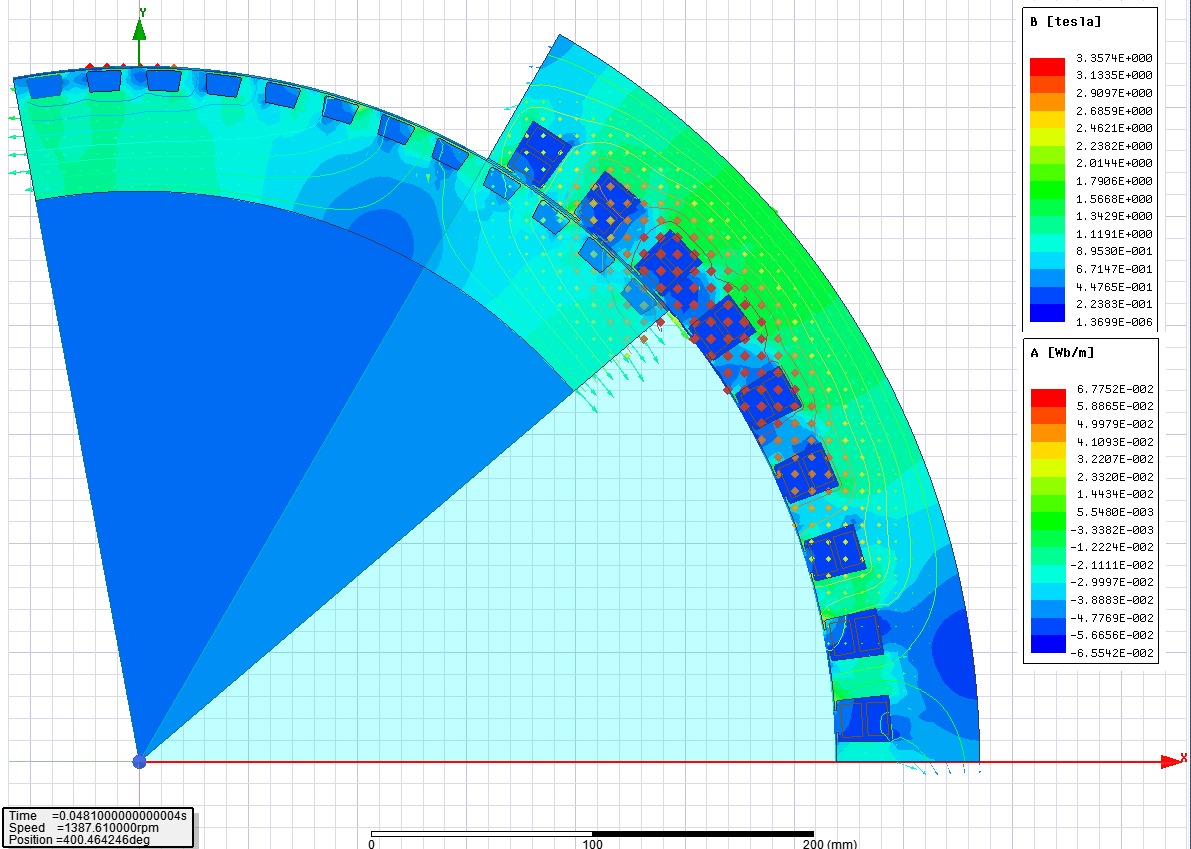 Y
B [tesla]
3.3574E+000
3.1335E+000
2.9097E+000
2.6859E+000
2.4621E+000
2.2382E+000
2.0144E+000
1.7906E+000
1.5668E+000
1.3429E+000
1.1191E+000
8.9530E-001
6.7147E-001
4.4765E-001
2.2383E-001
1.3699E-006
A [Wb/m]
6.7752E-002
5.8865E-002
4.9979E-002
4.1093E-002
3.2207E-002
2.3320E-002
1.4434E-002
5.5480E-003
-3.3382E-003
-1.2224E-002
-2.1111E-002
-2.9997E-002
-3.8883E-002
-4.7769E-002
-5.6656E-002
-6.5542E-002
X
Time =0.0481000000000004s
Speed =1387.610000rpm
Position =400.464246deg
0 100 200 (mm)